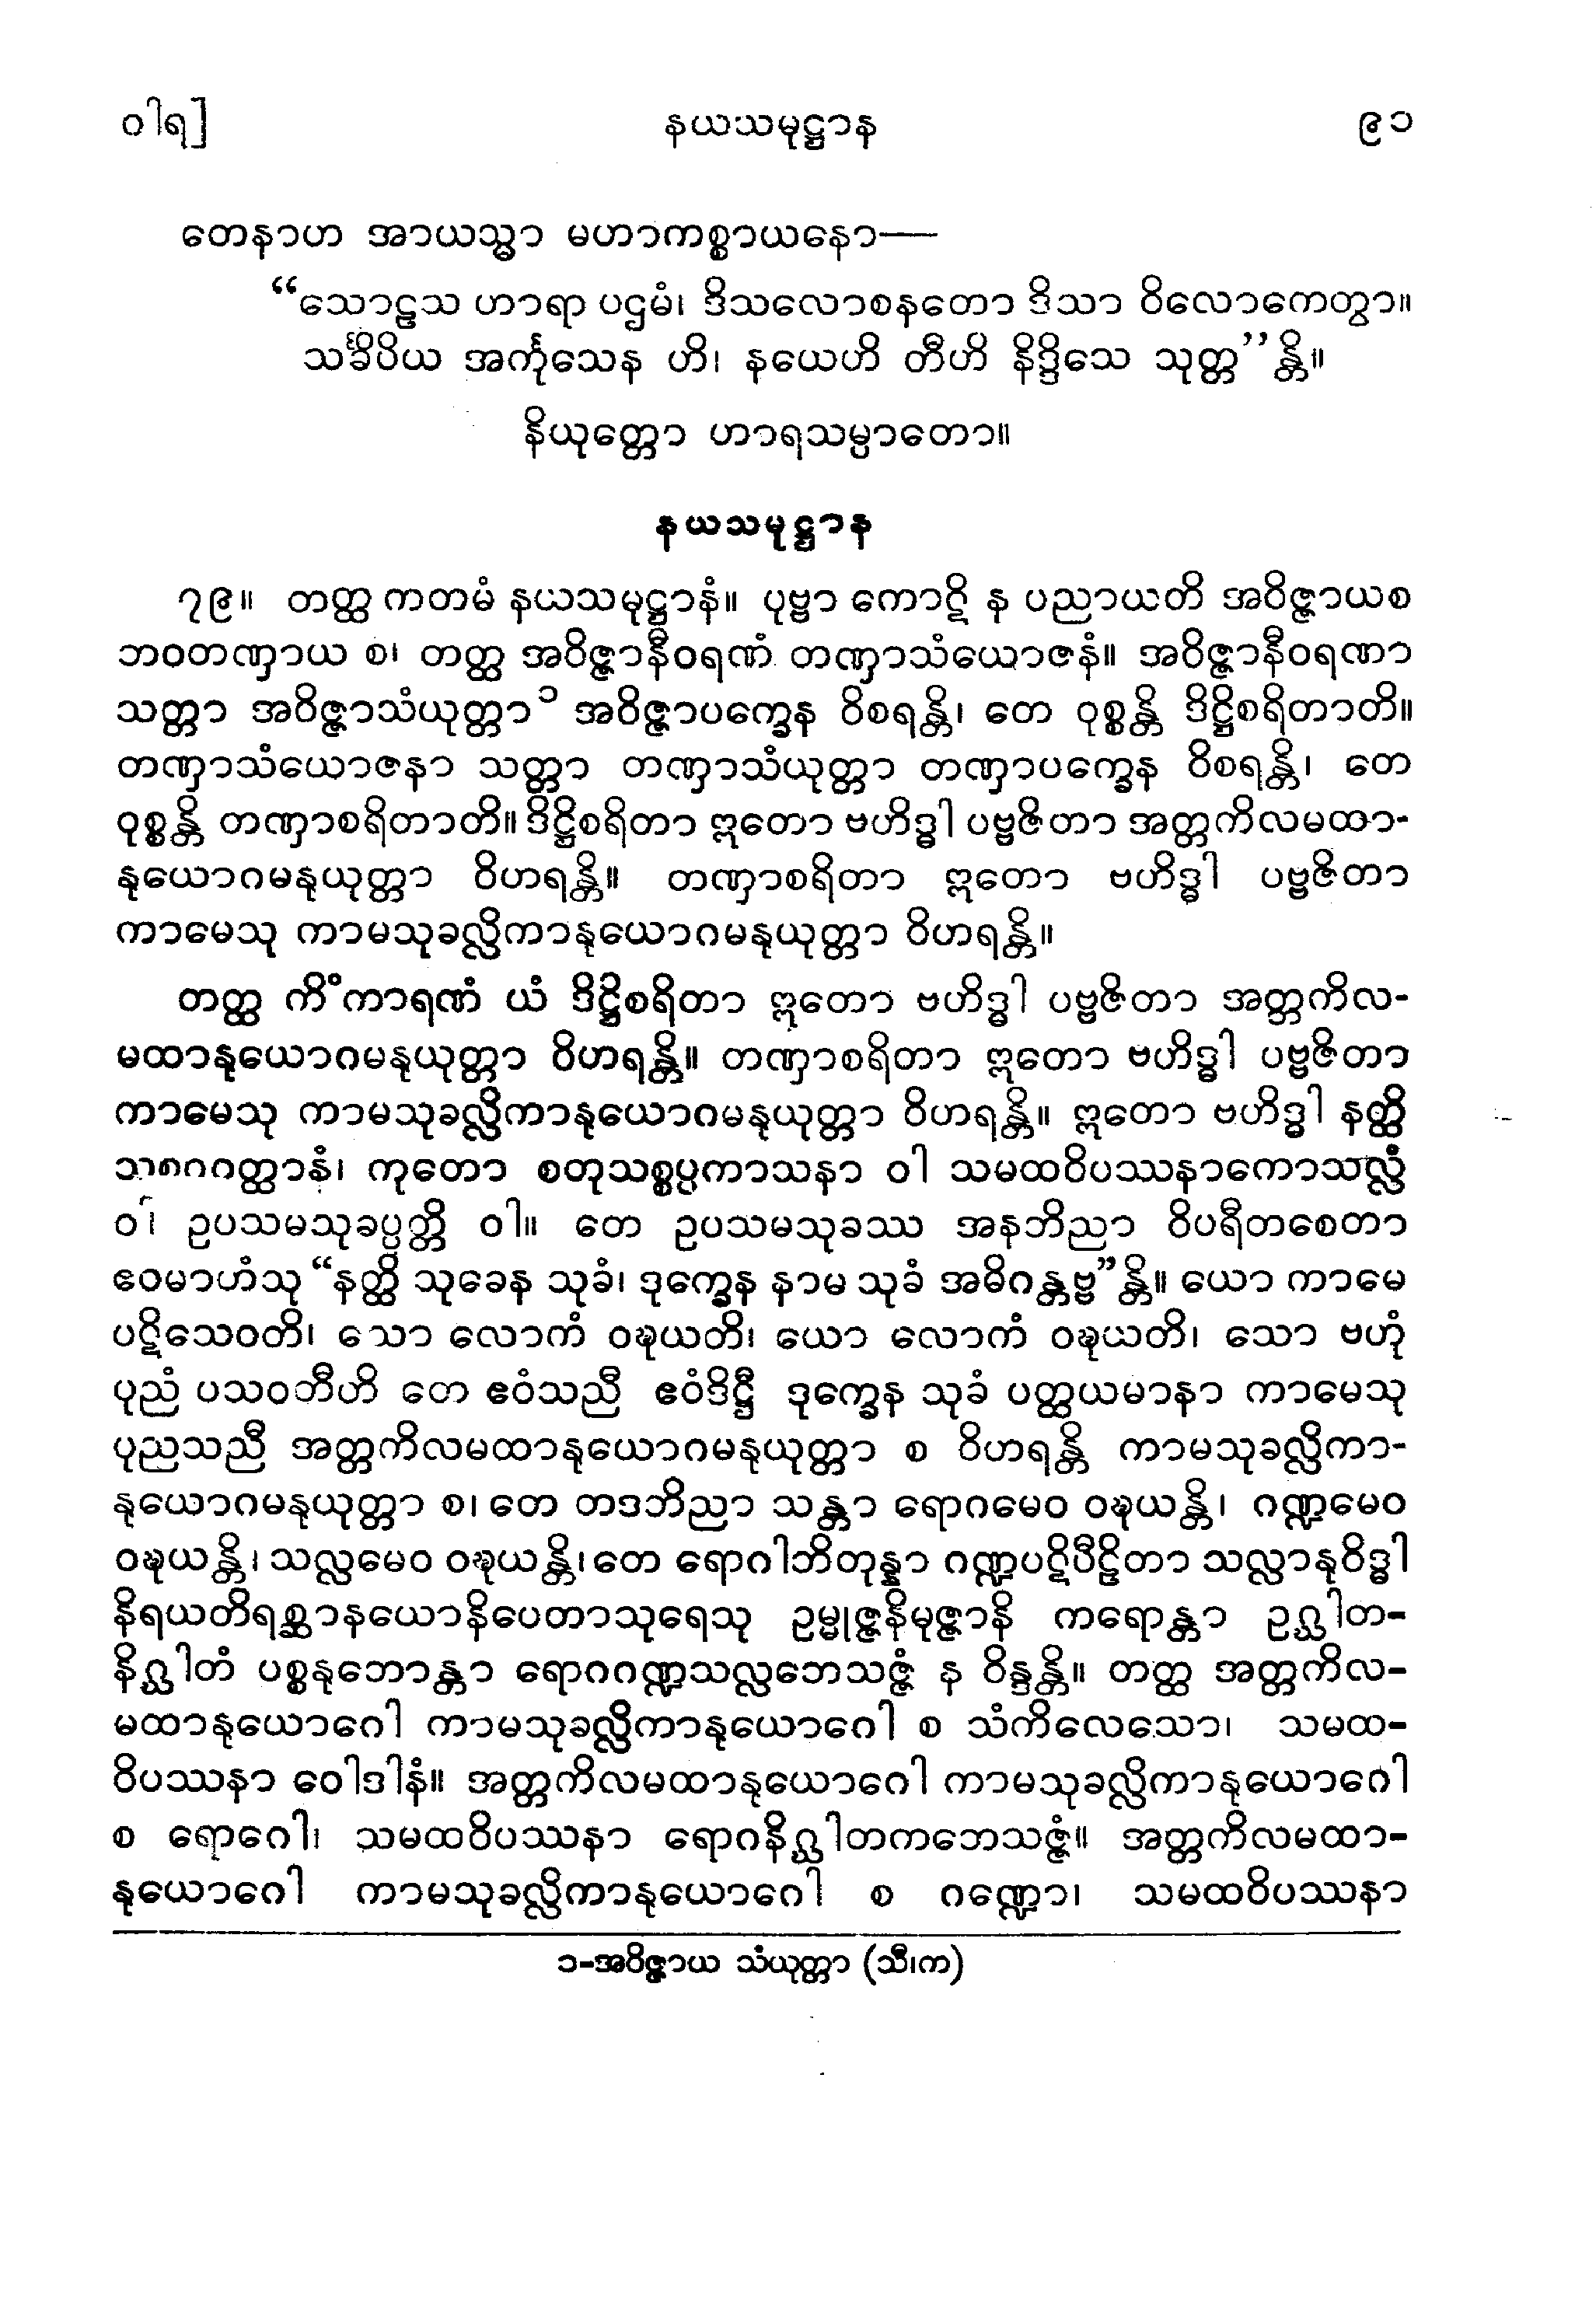 ဝါရ]
နယသမုဋ္ဌာန
၉၁
တေနာဟ အာယသ္မာ မဟာကစ္စာယနော—
“သောဠသ ဟာရာ ပဌမံ၊ ဒိသလောစနတော ဒိသာ ဝိလောကေတွာ။
သင်္ခိပိယ အင်္ကုသေန ဟိ၊ နယေဟိ တီဟိ နိဒ္ဒိသေ သုတ္တ’’န္တိ။
နိယုတ္တော ဟာရသမ္ပာတော။
နယသမုဋ္ဌာန
၇၉။ တတ္ထ ကတမံ နယသမုဋ္ဌာနံ။ ပုဗ္ဗာ ကောဋိ န ပညာယတိ အဝိဇ္ဇာယစ
ဘဝတဏှာယ စ၊ တတ္ထ အဝိဇ္ဇာနီဝရဏံ တဏှာသံယောဇနံ။ အဝိဇ္ဇာနီဝရဏာ
သတ္တာ အဝိဇ္ဇာသံယုတ္တာ ၁ အဝိဇ္ဇာပက္ခေန ဝိစရန္တိ၊ တေ ဝုစ္စန္တိ ဒိဋ္ဌိစရိတာတိ။
တဏှာသံယောဇနာ သတ္တာ တဏှာသံယုတ္တာ တဏှာပက္ခေန ဝိစရန္တိ၊ တေ
ဝုစ္စန္တိ တဏှာစရိတာတိ။ ဒိဋ္ဌိစရိတာ ဣတော ဗဟိဒ္ဓါ ပဗ္ဗဇိတာ အတ္တကိလမထာ-
နုယောဂမနုယုတ္တာ ဝိဟရန္တိ။ တဏှာစရိတာ ဣတော ဗဟိဒ္ဓါ ပဗ္ဗဇိတာ
ကာမေသု ကာမသုခလ္လိကာနုယောဂမနုယုတ္တာ ဝိဟရန္တိ။
တတ္ထ ကိံကာရဏံ ယံ ဒိဋ္ဌိစရိတာ ဣတော ဗဟိဒ္ဓါ ပဗ္ဗဇိတာ အတ္တကိလ-
မထာနုယောဂမနုယုတ္တာ ဝိဟရန္တိ။ တဏှာစရိတာ ဣတော ဗဟိဒ္ဓါ ပဗ္ဗဇိတာ
ကာမေသု ကာမသုခလ္လိကာနုယောဂမနုယုတ္တာ ဝိဟရန္တိ။ ဣတော ဗဟိဒ္ဓါ နတ္ထိ
ကုတော စတုသစ္စပ္ပကာသနာ ဝါ သမထဝိပဿနာကောသလ္လံ
ဝါ၊ ဥပသမသုခပ္ပတ္တိ ဝါ။ တေ ဥပသမသုခဿ အနဘိညာ ဝိပရီတစေတာ
ဧဝမာဟံသု “နတ္ထိ သုခေန သုခံ၊ ဒုက္ခေန နာမ သုခံ အဓိဂန္တဗ္ဗ”န္တိ။ ယော ကာမေ
ပဋိသေဝတိ၊ သော လောကံ ဝဍ္ဎယတိ၊ ယော လောကံ ဝဍ္ဎယတိ၊ သော ဗဟုံ
ပုညံ ပသဝတီတိ တေ ဧဝံသညီ ဧဝံဒိဋ္ဌီ ဒုက္ခေန သုခံ ပတ္ထယမာနာ ကာမေသု
ပုညသညီ အတ္တကိလမထာနုယောဂမနုယုတ္တာ စ ဝိဟရန္တိ ကာမသုခလ္လိကာ-
နုယောဂမနုယုတ္တာ စ၊ တေ တဒဘိညာ သန္တာ ရောဂမေဝ ဝဍ္ဎယန္တိ၊ ဂဏ္ဍမေဝ
ဝဍ္ဎယန္တိ၊ သလ္လမေဝ ဝဍ္ဎယန္တိ၊ တေ ရောဂါဘိတုန္နာ ဂဏ္ဍပဋိပီဠိတာ သလ္လာနုဝိဒ္ဓါ
နိရယတိရစ္ဆာနယောနိပေတာသုရေသု ဥမ္မုဇ္ဇနိမုဇ္ဇာနိ ကရောန္တာ ဥဂ္ဃါတ-
နိဂ္ဃါတံ ပစ္စနုဘောန္တာ ရောဂဂဏ္ဍသလ္လဘေသဇ္ဇံ န ဝိန္ဒန္တိ။ တတ္ထ အတ္တကိလ-
မထာနုယောဂေါ ကာမသုခလ္လိကာနုယောဂေါ စ သံကိလေသော၊ သမထ-
ဝိပဿနာ ဝေါဒါနံ။ အတ္တကိလမထာနုယောဂေါ ကာမသုခလ္လိကာနုယောဂေါ
စ ရောဂေါ၊ သမထဝိပဿနာ ရောဂနိဂ္ဃါတကဘေသဇ္ဇံ။ အတ္တကိလမထာ-
နုယောဂေါ ကာမသုခလ္လိကာနုယောဂေါ စ ဂဏ္ဍော၊ သမထဝိပဿနာ
၁-အဝိဇ္ဇာယ သံယုတ္တာ (သီ၊က)